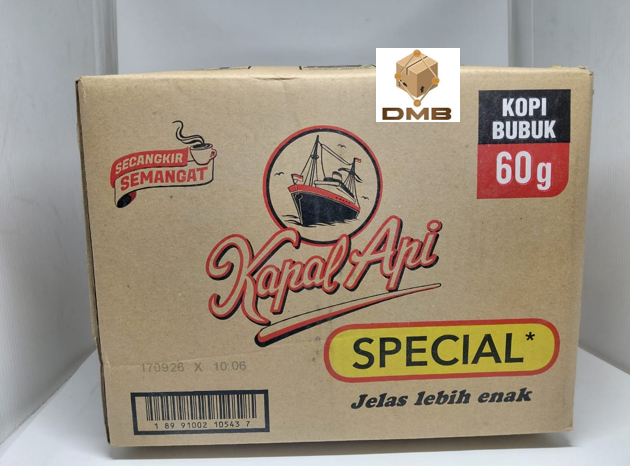 DMB
KOPI
BUBUK
60g
SECANGKIR
SEMANGAT
Kapal Api
SPECIAL*
Jelas lebih enak
170926 X 10:06
1 89 91002 10543 7